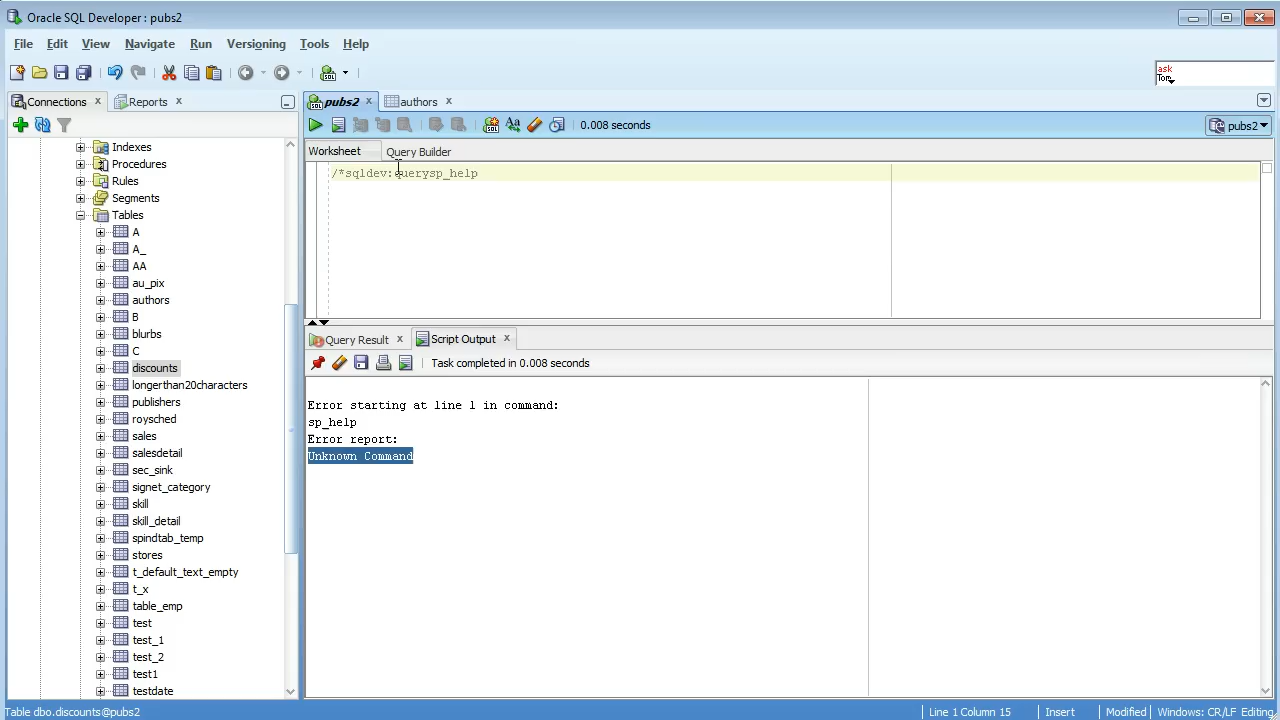 Oracle SQL Developer : pubs2
File Edit View Navigate Run Versioning Tools Help
ask
Tom
Connections Reports
pubs2 authors
0.008 seconds
pubs2
Worksheet Query Builder
/*sqldev:querysp_help
Indexes
Procedures
Rules
Segments
Tables
A
A_
AA
au_pix
authors
B
blurbs
C
discounts
longerthan20characters
publishers
roysched
sales
salesdetail
sec_sink
signet_category
skill
skill_detail
spindtab_temp
stores
t_default_text_empty
t_x
table_emp
test
test_1
test_2
test1
testdate
Query Result Script Output
Task completed in 0.008 seconds
Error starting at line 1 in command:
sp_help
Error report:
Unknown Command
Table dbo.discounts@pubs2
Line 1 Column 15 Insert Modified Windows: CR/LF Editing